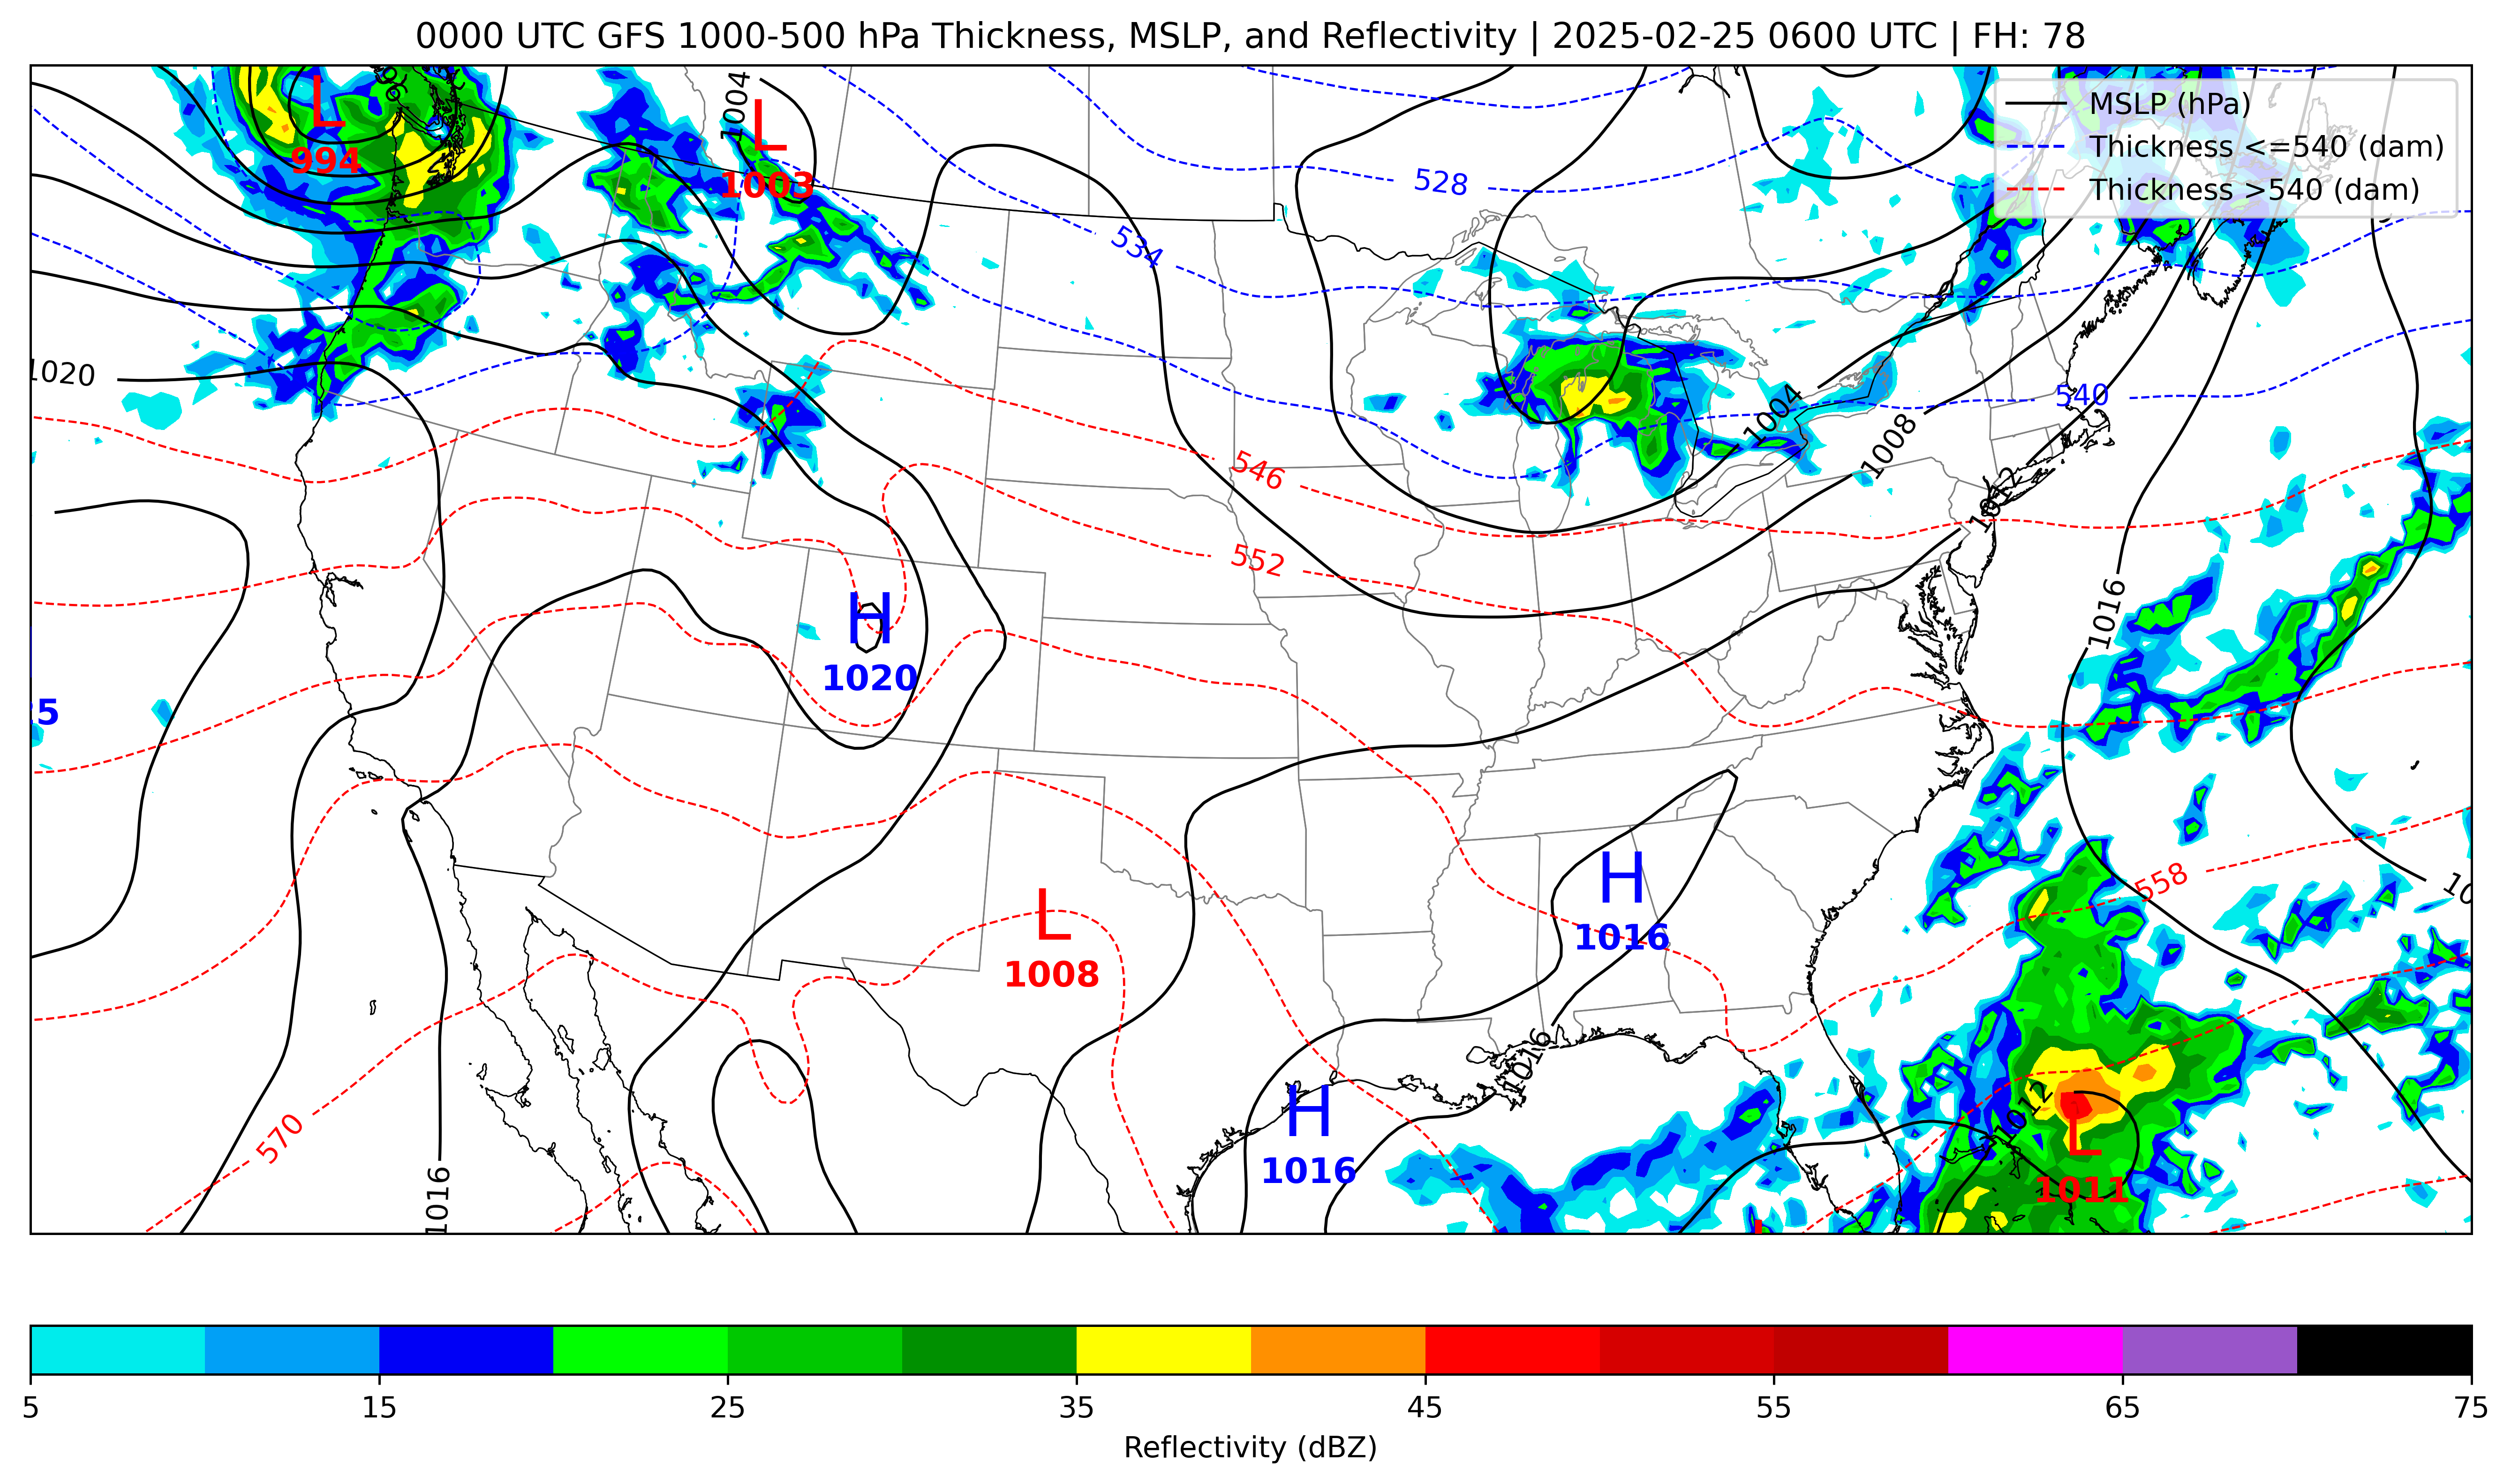 0000 UTC GFS 1000-500 hPa Thickness, MSLP, and Reflectivity | 2025-02-25 0600 UTC | FH: 78
MSLP (hPa)
Thickness <=540 (dam)
Thickness >540 (dam)
L
994
1004
L
1003
528
534
1020
540
1004
1008
546
1012
552
H
1020
1016
5
H
1016
558
L
1008
1016
H
1016
570
1012
L
1011
1016
5
15
25
35
45
55
65
75
Reflectivity (dBZ)